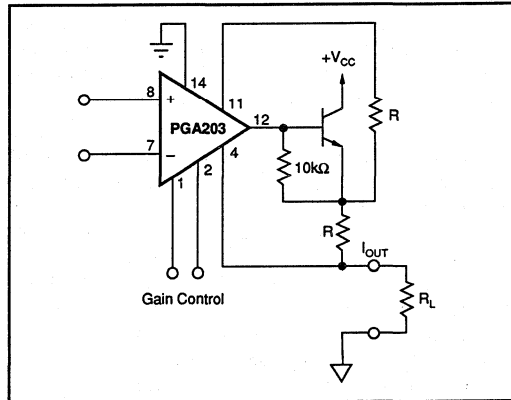 +V_CC
14
8
+
11
R
PGA203
12
7
−
4
10kΩ
1
2
R
I_OUT
Gain Control
R_L